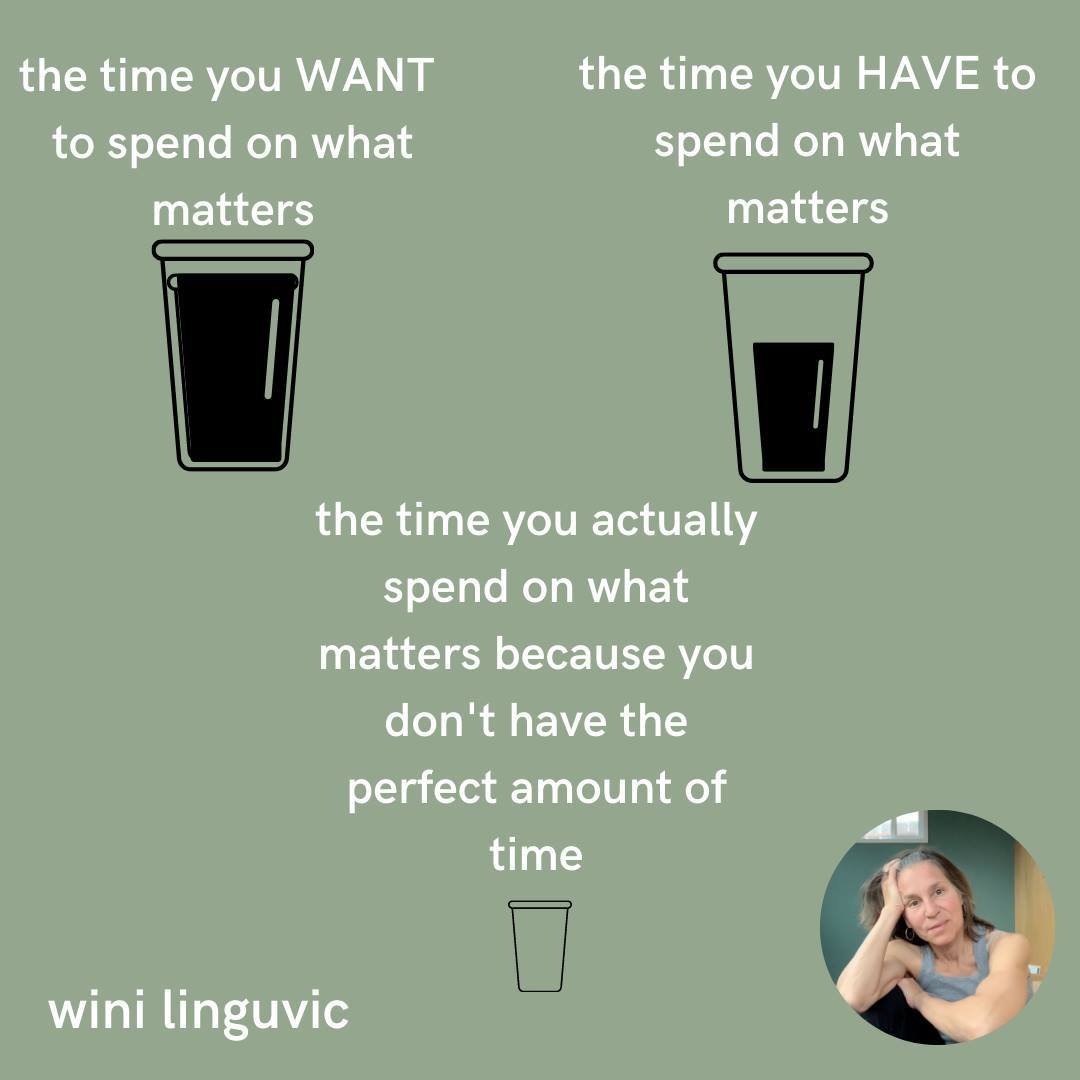 the time you WANT
to spend on what
matters
the time you HAVE to
spend on what
matters
the time you actually
spend on what
matters because you
don't have the
perfect amount of
time
wini linguvic